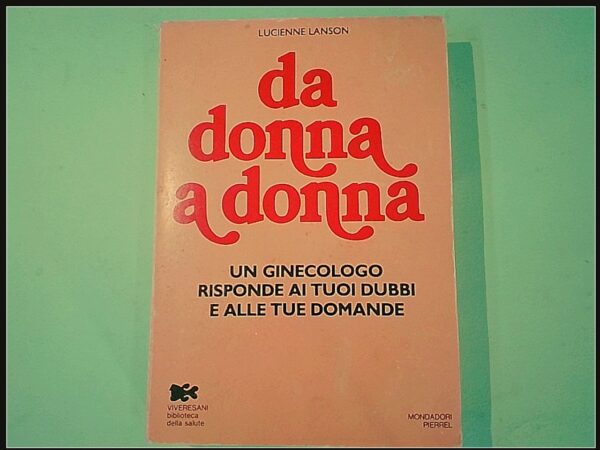 LUCIENNE LANSON
da
donna
a donna
UN GINECOLOGO
RISPONDE AI TUOI DUBBI
E ALLE TUE DOMANDE
VIVERESANI
biblioteca
della salute
MONDADORI
PIERREL